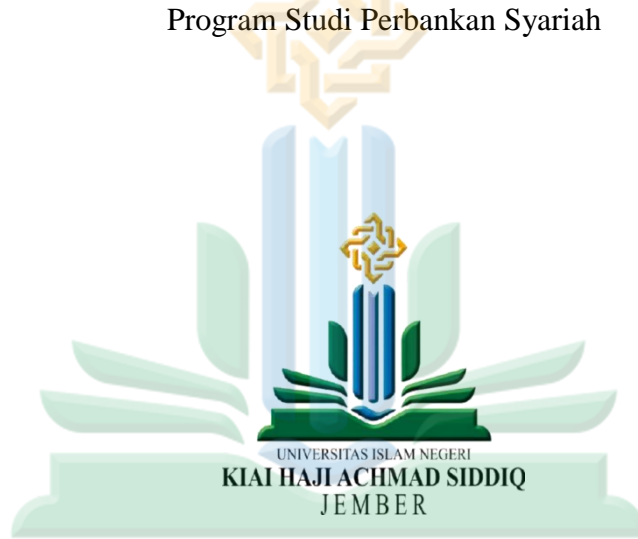 Program Studi Perbankan Syariah
UNIVERSITAS ISLAM NEGERI
KIAI HAJI ACHMAD SIDDIQ
JEMBER